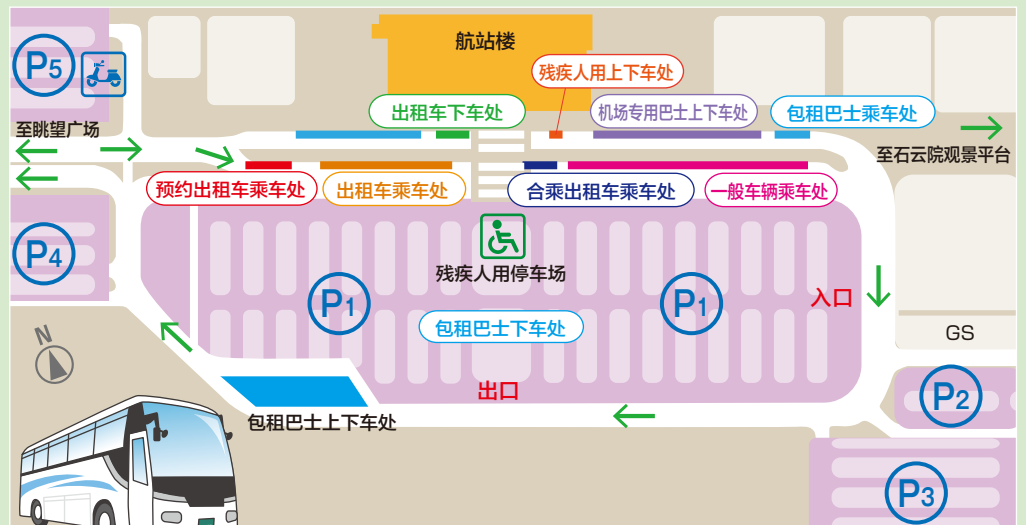 航站楼
P5
残疾人用上下车处
出租车下车处
机场专用巴士上下车处
包租巴士乘车处
至眺望广场
至石云院观景平台
预约出租车乘车处
出租车乘车处
合乘出租车乘车处
一般车辆乘车处
P4
残疾人用停车场
P1
P1
入口
包租巴士下车处
N
GS
出口
P2
包租巴士上下车处
P3